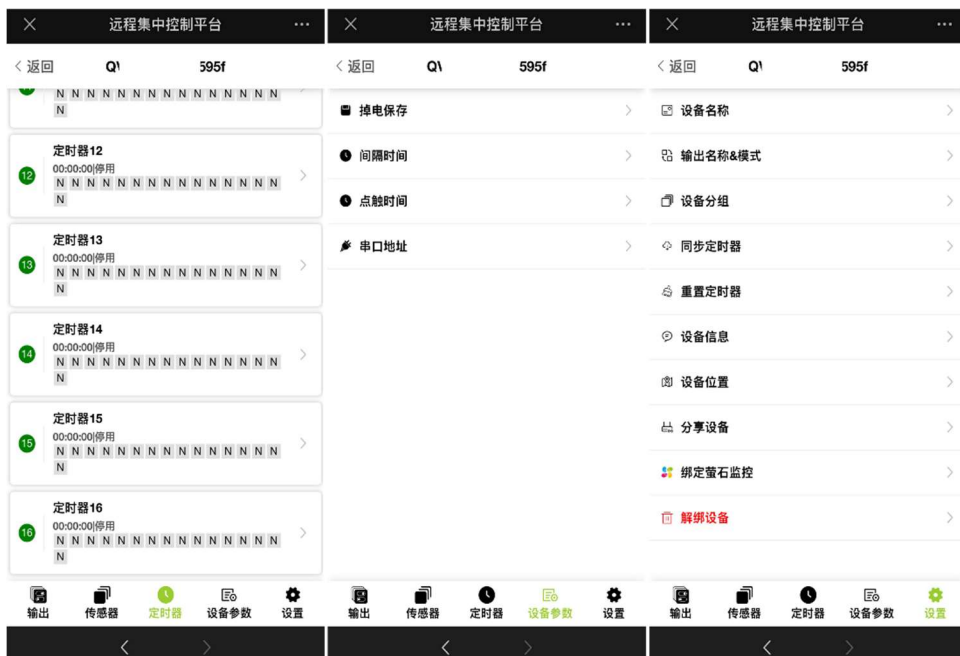 远程集中控制平台
返回
Q 595f
N N N N N N N N N N N N N N N
N
定时器12
12
00:00:00|停用
N N N N N N N N N N N N N N N
N
定时器13
13
00:00:00|停用
N N N N N N N N N N N N N N N
N
定时器14
14
00:00:00|停用
N N N N N N N N N N N N N N N
N
定时器15
15
00:00:00|停用
N N N N N N N N N N N N N N N
N
定时器16
16
00:00:00|停用
N N N N N N N N N N N N N N N
N
输出 传感器 定时器 设备参数 设置
远程集中控制平台
返回
Q 595f
掉电保存
间隔时间
点触时间
串口地址
输出 传感器 定时器 设备参数 设置
远程集中控制平台
返回
Q 595f
设备名称
输出名称&模式
设备分组
同步定时器
重置定时器
设备信息
设备位置
分享设备
绑定萤石监控
解绑设备
输出 传感器 定时器 设备参数 设置